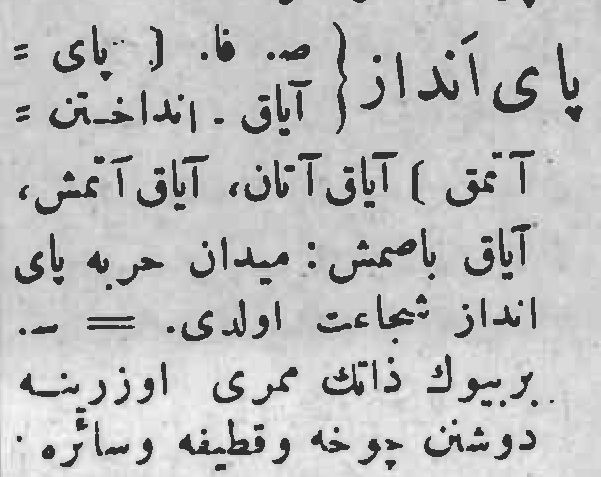 پای اَنداز { ص. فا. [ پای =
آیاق - انداختن =
آتمق ) آیاق آتان، آیاق آتمش،
آیاق باصمش : میدان حربه پای
انداز شجاعت اولدی. = س.
بر بیوك ذاتك ممری اوزرینه
دوشنن چوخه وقطیفه وسائره.